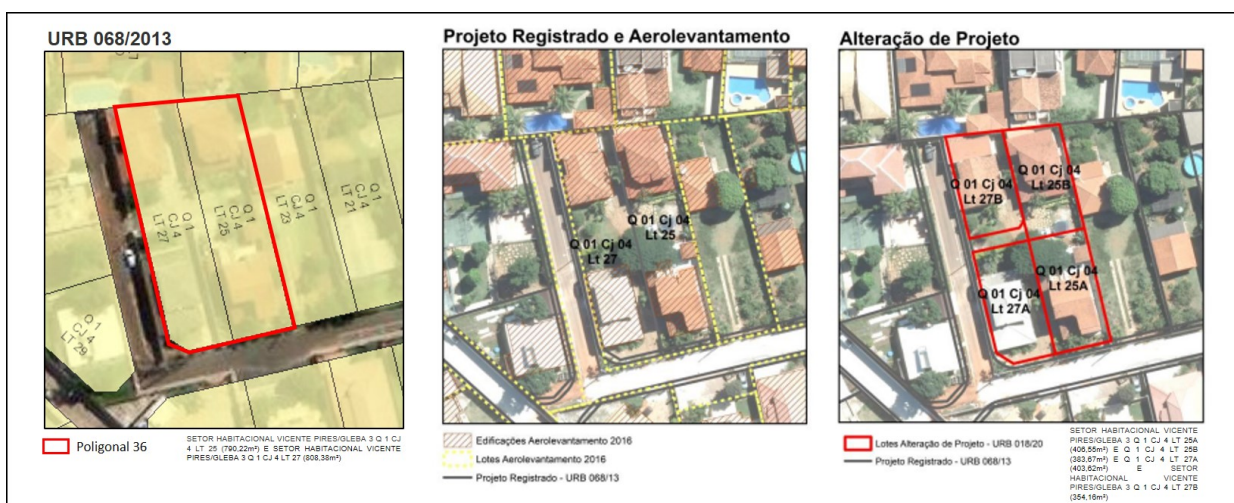 URB 068/2013
Q 1
CJ 4
LT 27
Q 1
CJ 4
LT 25
Q 1
CJ 4
LT 23
Q 1
CJ 4
LT 21
Q 1
CJ 4
LT 29
Poligonal 36
SETOR HABITACIONAL VICENTE PIRES/GLEBA 3 Q 1 CJ
4 LT 25 (790,22m²) E SETOR HABITACIONAL VICENTE
PIRES/GLEBA 3 Q 1 CJ 4 LT 27 (808,38m²)
Projeto Registrado e Aerolevantamento
Q 01 Cj 04
Lt 25
Q 01 Cj 04
Lt 27
Edificações Aerolevantamento 2016
Lotes Aerolevantamento 2016
Projeto Registrado - URB 068/13
Alteração de Projeto
Q 01 Cj 04
Lt 27B
Q 01 Cj 04
Lt 25B
Q 01 Cj 04
Lt 27A
Q 01 Cj 04
Lt 25A
Lotes Alteração de Projeto - URB 018/20
Projeto Registrado - URB 068/13
SETOR HABITACIONAL VICENTE
PIRES/GLEBA 3 Q 1 CJ 4 LT 25A
(406,55m²) E Q 1 CJ 4 LT 25B
(383,67m²) E Q 1 CJ 4 LT 27A
(403,62m²) E SETOR
HABITACIONAL VICENTE
PIRES/GLEBA 3 Q 1 CJ 4 LT 27B
(354,16m²)